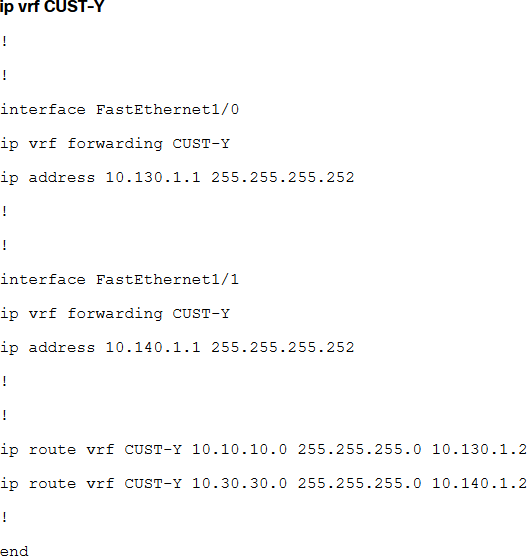 ip vrf CUST-Y
!
!
interface FastEthernet1/0
ip vrf forwarding CUST-Y
ip address 10.130.1.1 255.255.255.252
!
!
interface FastEthernet1/1
ip vrf forwarding CUST-Y
ip address 10.140.1.1 255.255.255.252
!
!
ip route vrf CUST-Y 10.10.10.0 255.255.255.0 10.130.1.2
ip route vrf CUST-Y 10.30.30.0 255.255.255.0 10.140.1.2
!
end